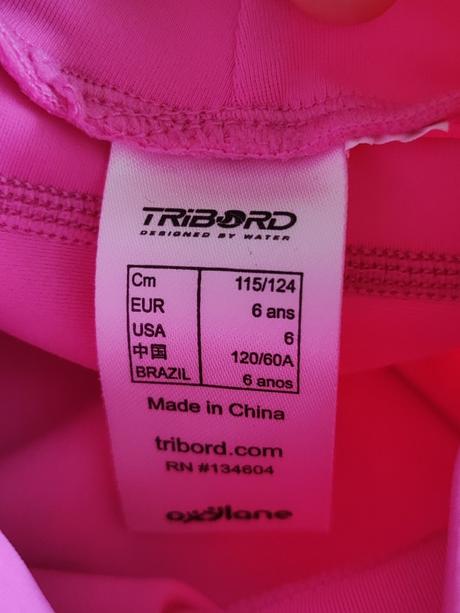 TRIBORD
DESIGNED BY WATER
Cm 115/124
EUR 6 ans
USA 6
中国 120/60A
BRAZIL 6 anos
Made in China
tribord.com
RN #134604
oxylane